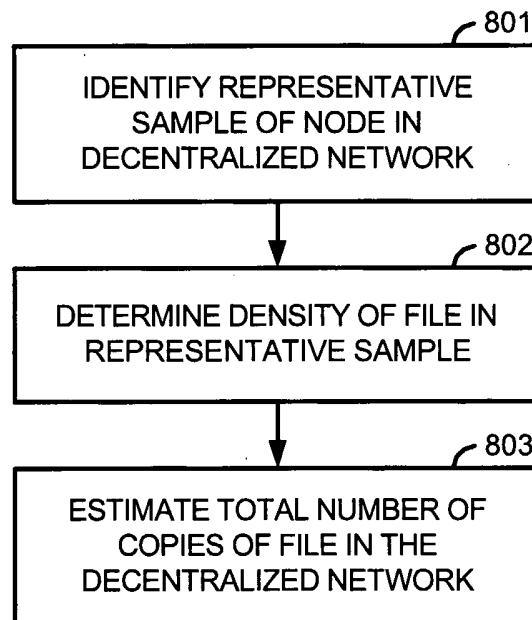 801
IDENTIFY REPRESENTATIVE
SAMPLE OF NODE IN
DECENTRALIZED NETWORK
802
DETERMINE DENSITY OF FILE IN
REPRESENTATIVE SAMPLE
803
ESTIMATE TOTAL NUMBER OF
COPIES OF FILE IN THE
DECENTRALIZED NETWORK